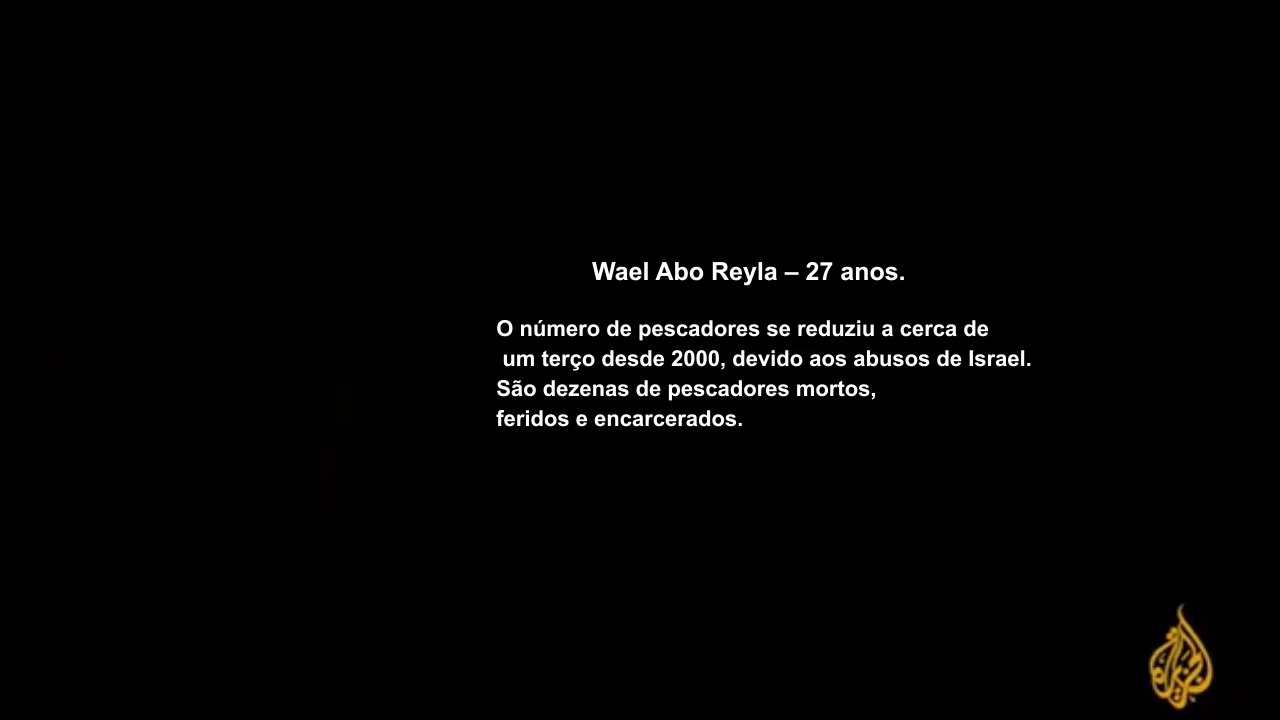 Wael Abo Reyla – 27 anos.
O número de pescadores se reduziu a cerca de
um terço desde 2000, devido aos abusos de Israel.
São dezenas de pescadores mortos,
feridos e encarcerados.